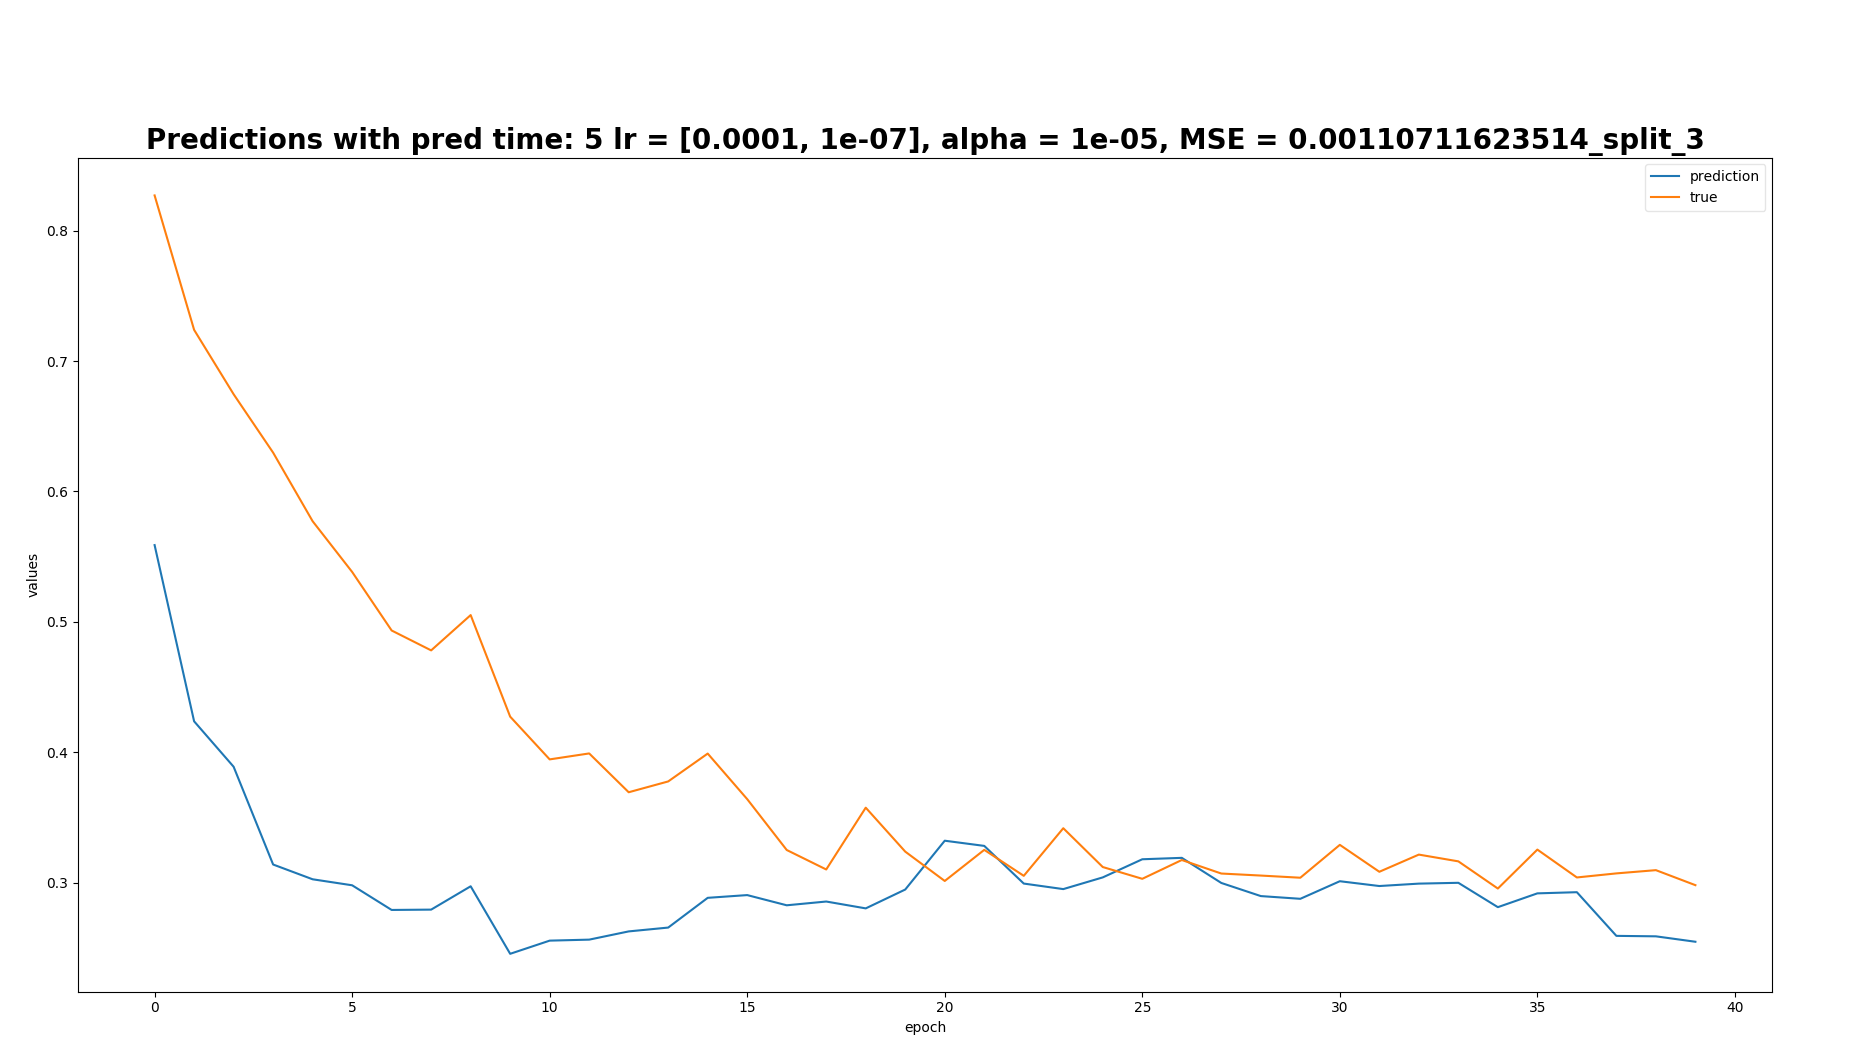 Predictions with pred time: 5 lr = [0.0001, 1e-07], alpha = 1e-05, MSE = 0.00110711623514_split_3
prediction
true
0.8
0.7
0.6
0.5
0.4
0.3
values
0 5 10 15 20 25 30 35 40
epoch